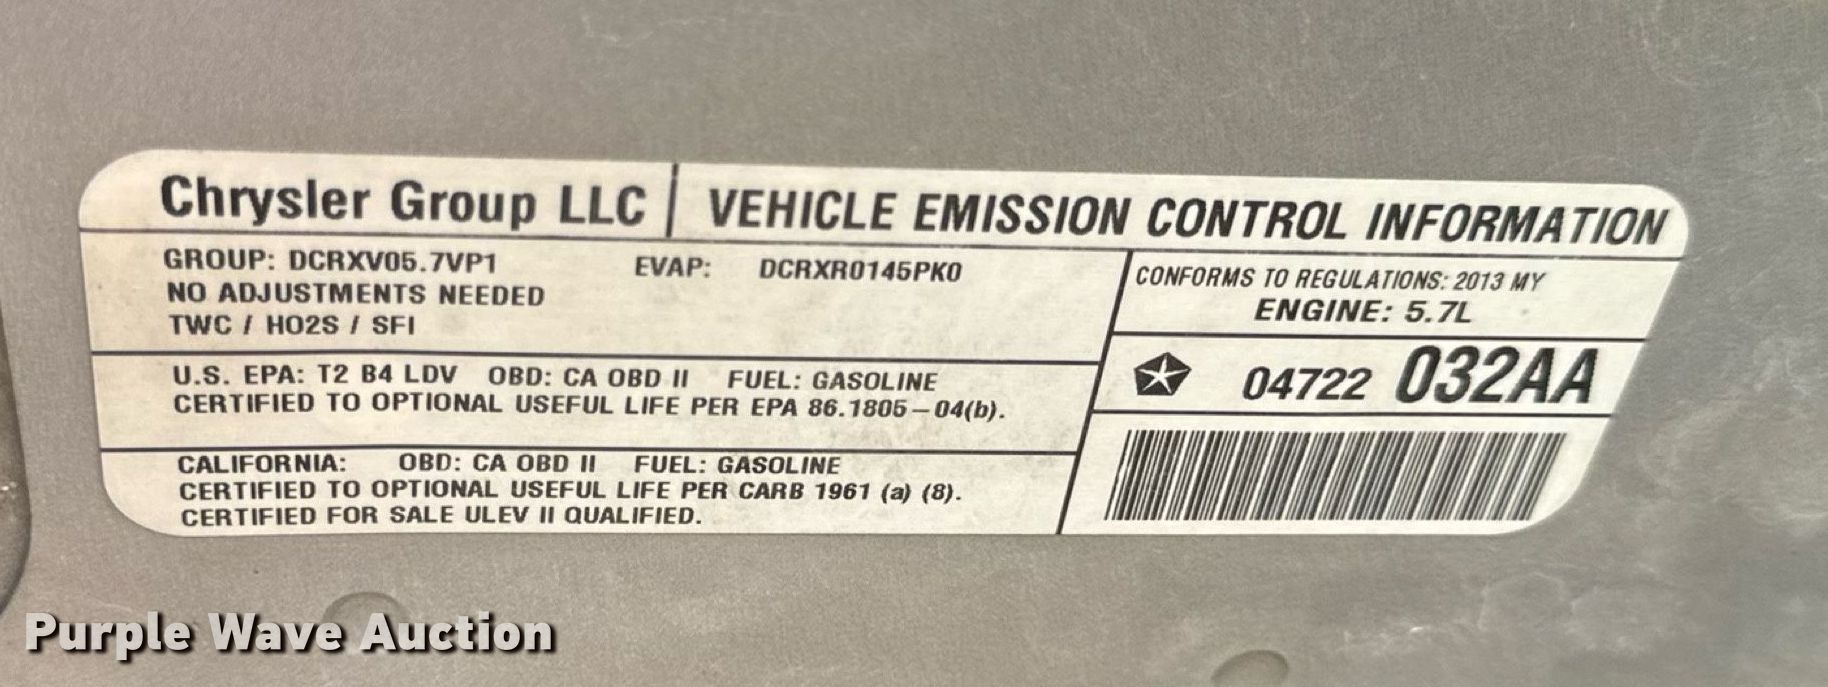 Chrysler Group LLC | VEHICLE EMISSION CONTROL INFORMATION
GROUP: DCRXV05.7VP1 EVAP: DCRXR0145PK0
NO ADJUSTMENTS NEEDED
TWC / HO2S / SFI
CONFORMS TO REGULATIONS: 2013 MY
ENGINE: 5.7L
04722 032AA
U.S. EPA: T2 B4 LDV OBD: CA OBD II FUEL: GASOLINE
CERTIFIED TO OPTIONAL USEFUL LIFE PER EPA 86.1805-04(b).
CALIFORNIA: OBD: CA OBD II FUEL: GASOLINE
CERTIFIED TO OPTIONAL USEFUL LIFE PER CARB 1961 (a) (8).
CERTIFIED FOR SALE ULEV II QUALIFIED.
Purple Wave Auction